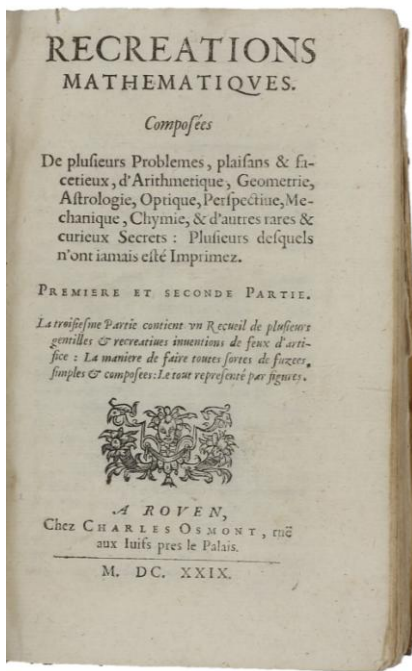 RECREATIONS
MATHEMATIQVES.
Composées
De plusieurs Problemes, plaisans & fa-
cetieux, d'Arithmetique, Geometrie,
Astrologie, Optique, Perspectiue, Me-
chanique, Chymie, & d'autres rares &
curieux Secrets : Plusieurs desquels
n'ont iamais esté Imprimez.
PREMIERE ET SECONDE PARTIE.
La troisiesme Partie contient vn Recueil de plusieurs
gentilles & recreatiues inuentions de feux d'arti-
fice : La maniere de faire toutes sortes de fuzees,
simples & composees: Le tout representé par figures.
A ROVEN,
Chez CHARLES OSMONT, ruë
aux Iuifs pres le Palais.
M. DC. XXIX.